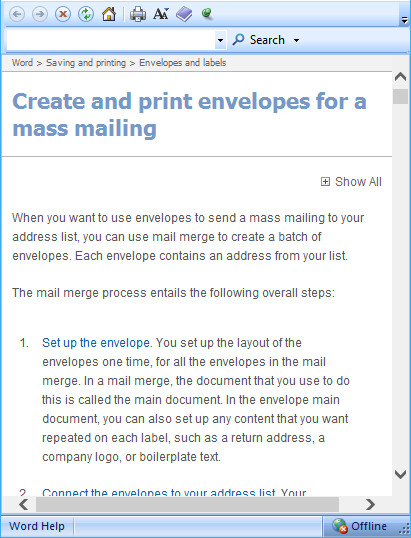 Search
Word > Saving and printing > Envelopes and labels
Create and print envelopes for a
mass mailing
Show All
When you want to use envelopes to send a mass mailing to your
address list, you can use mail merge to create a batch of
envelopes. Each envelope contains an address from your list.
The mail merge process entails the following overall steps:
1. Set up the envelope. You set up the layout of the
envelopes one time, for all the envelopes in the mail
merge. In a mail merge, the document that you use to do
this is called the main document. In the envelope main
document, you can also set up any content that you want
repeated on each label, such as a return address, a
company logo, or boilerplate text.
2. Connect the envelopes to your address list. Your
Word Help
Offline